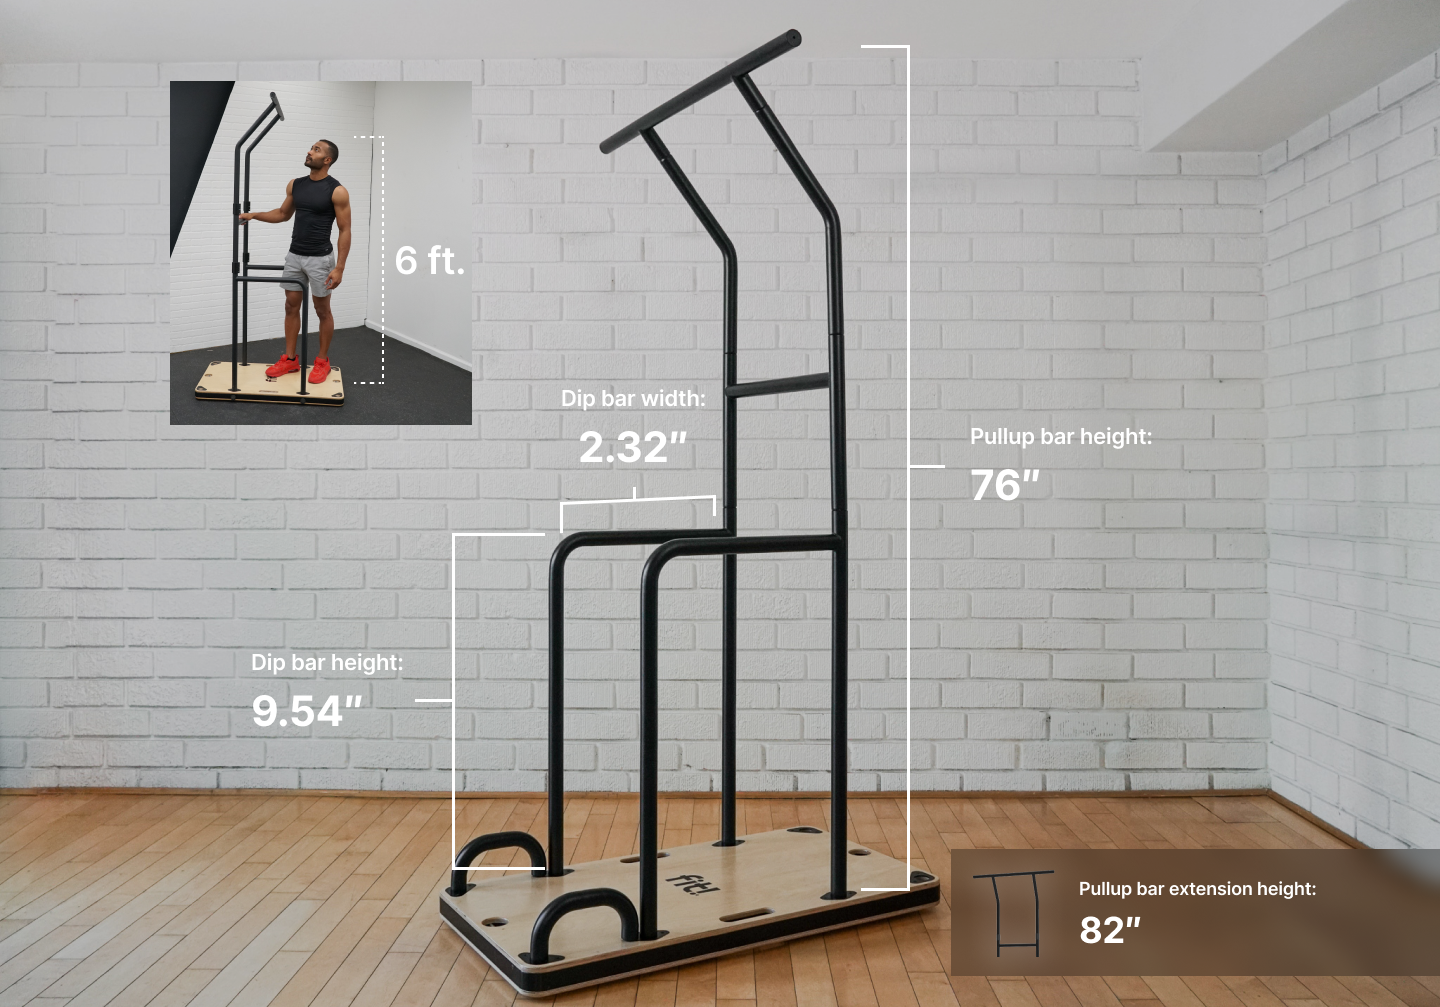 6 ft.
Dip bar width:
2.32"
Pullup bar height:
76"
Dip bar height:
9.54"
fit!
Pullup bar extension height:
82"